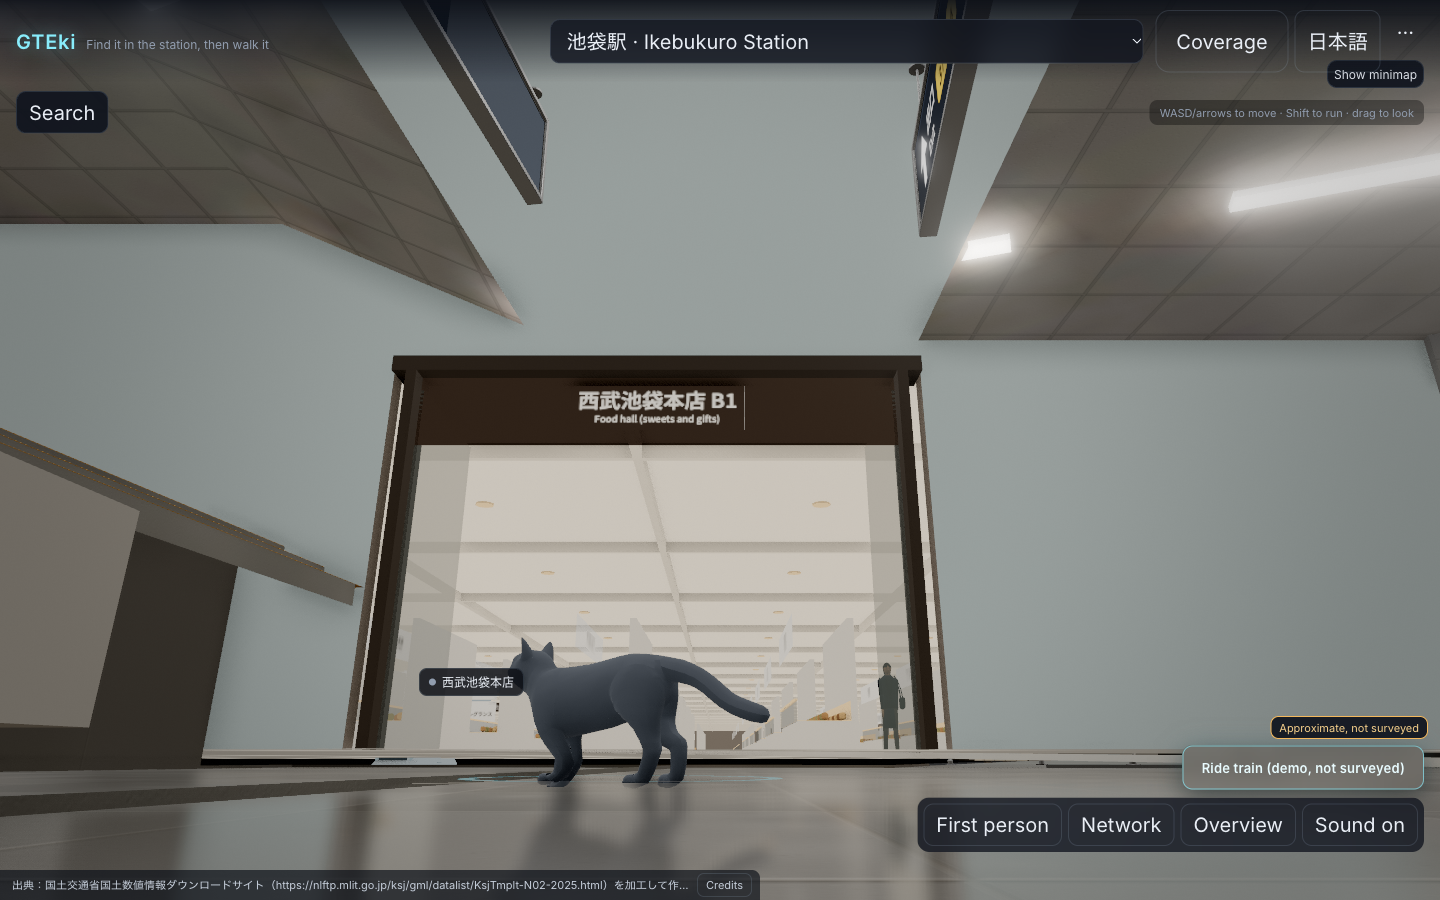 GTEki
Find it in the station, then walk it
池袋駅 · Ikebukuro Station
Coverage
日本語
...
Show minimap
Search
WASD/arrows to move · Shift to run · drag to look
西武池袋本店 B1
Food hall (sweets and gifts)
西武池袋本店
Approximate, not surveyed
Ride train (demo, not surveyed)
First person
Network
Overview
Sound on
出典：国土交通省国土数値情報ダウンロードサイト（https://nlftp.mlit.go.jp/ksj/gml/datalist/KsjTmplt-N02-2025.html）を加工して作...
Credits